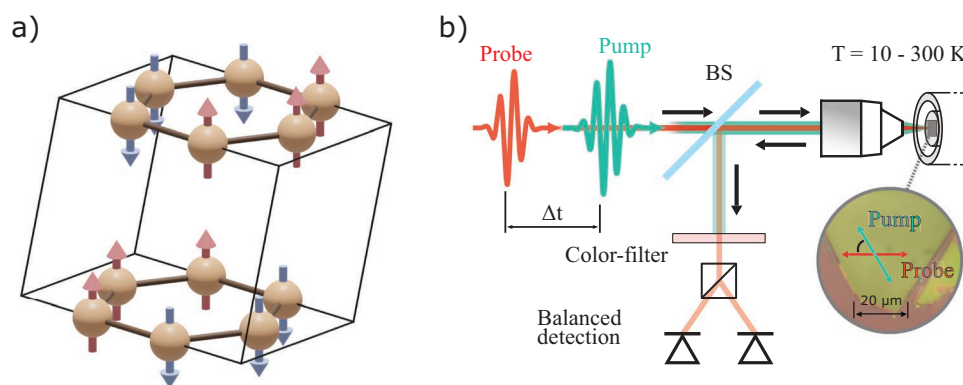 a)
b)
Probe
Pump
BS
T = 10 - 300 K
Δt
Color-filter
Balanced
detection
Pump
Probe
20 μm